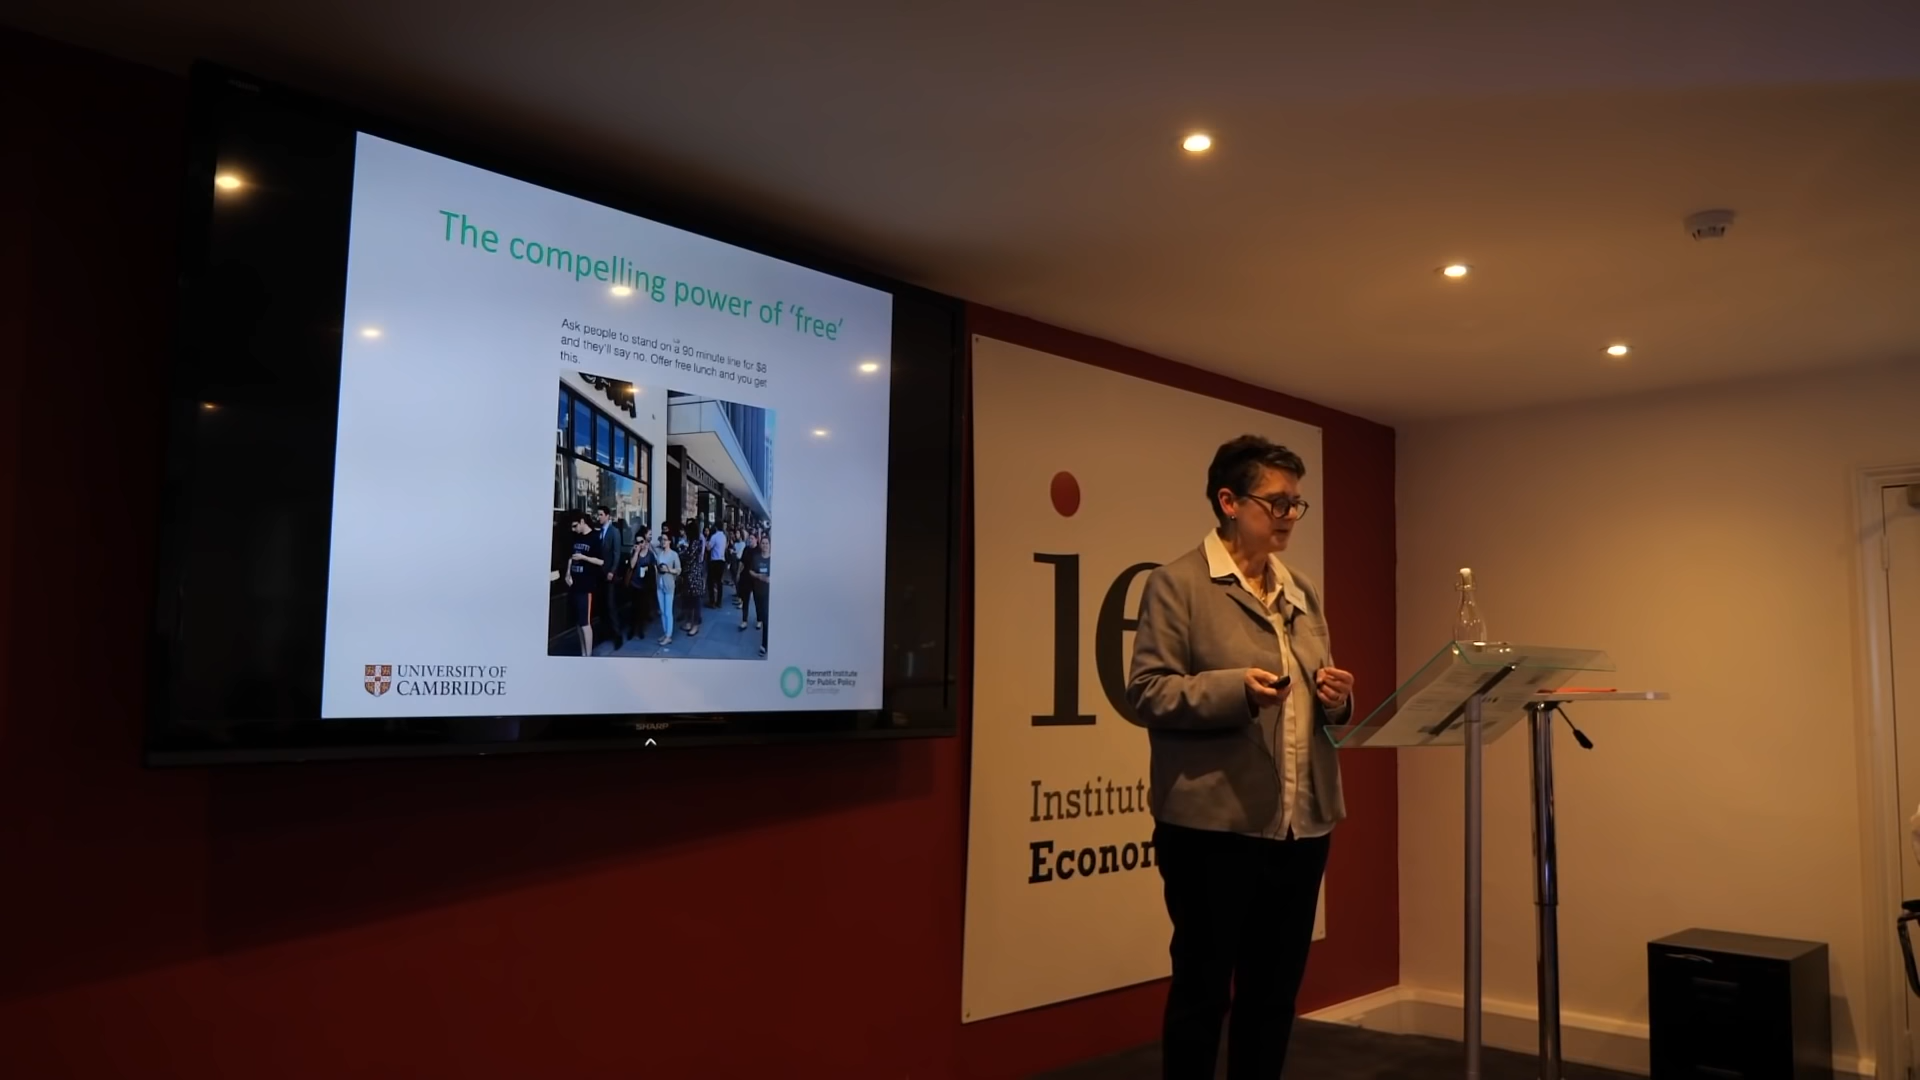 The compelling power of ‘free’
Ask people to stand on a 90 minute line for $8
and they'll say no. Offer free lunch and you get
this.
UNIVERSITY OF
CAMBRIDGE
Bennett Institute
for Public Policy
Cambridge
SHARP
ie
Institut
Econom